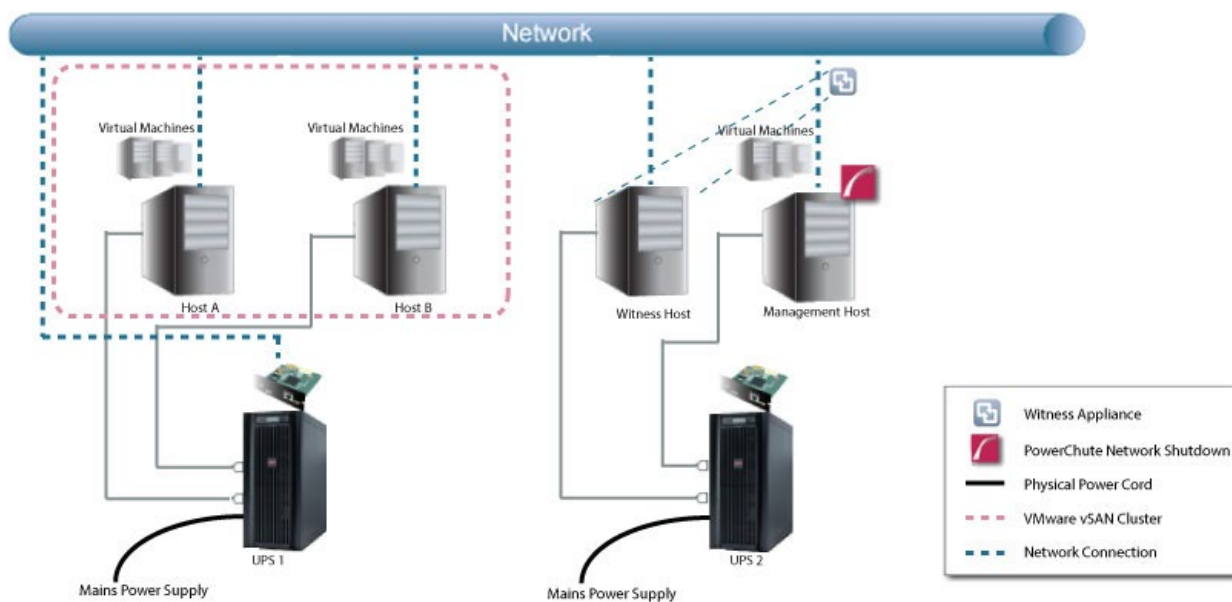 Network
Virtual Machines
Virtual Machines
Virtual Machines
Host A
Host B
Witness Host
Management Host
UPS 1
UPS 2
Mains Power Supply
Mains Power Supply
Witness Appliance
PowerChute Network Shutdown
Physical Power Cord
VMware vSAN Cluster
Network Connection